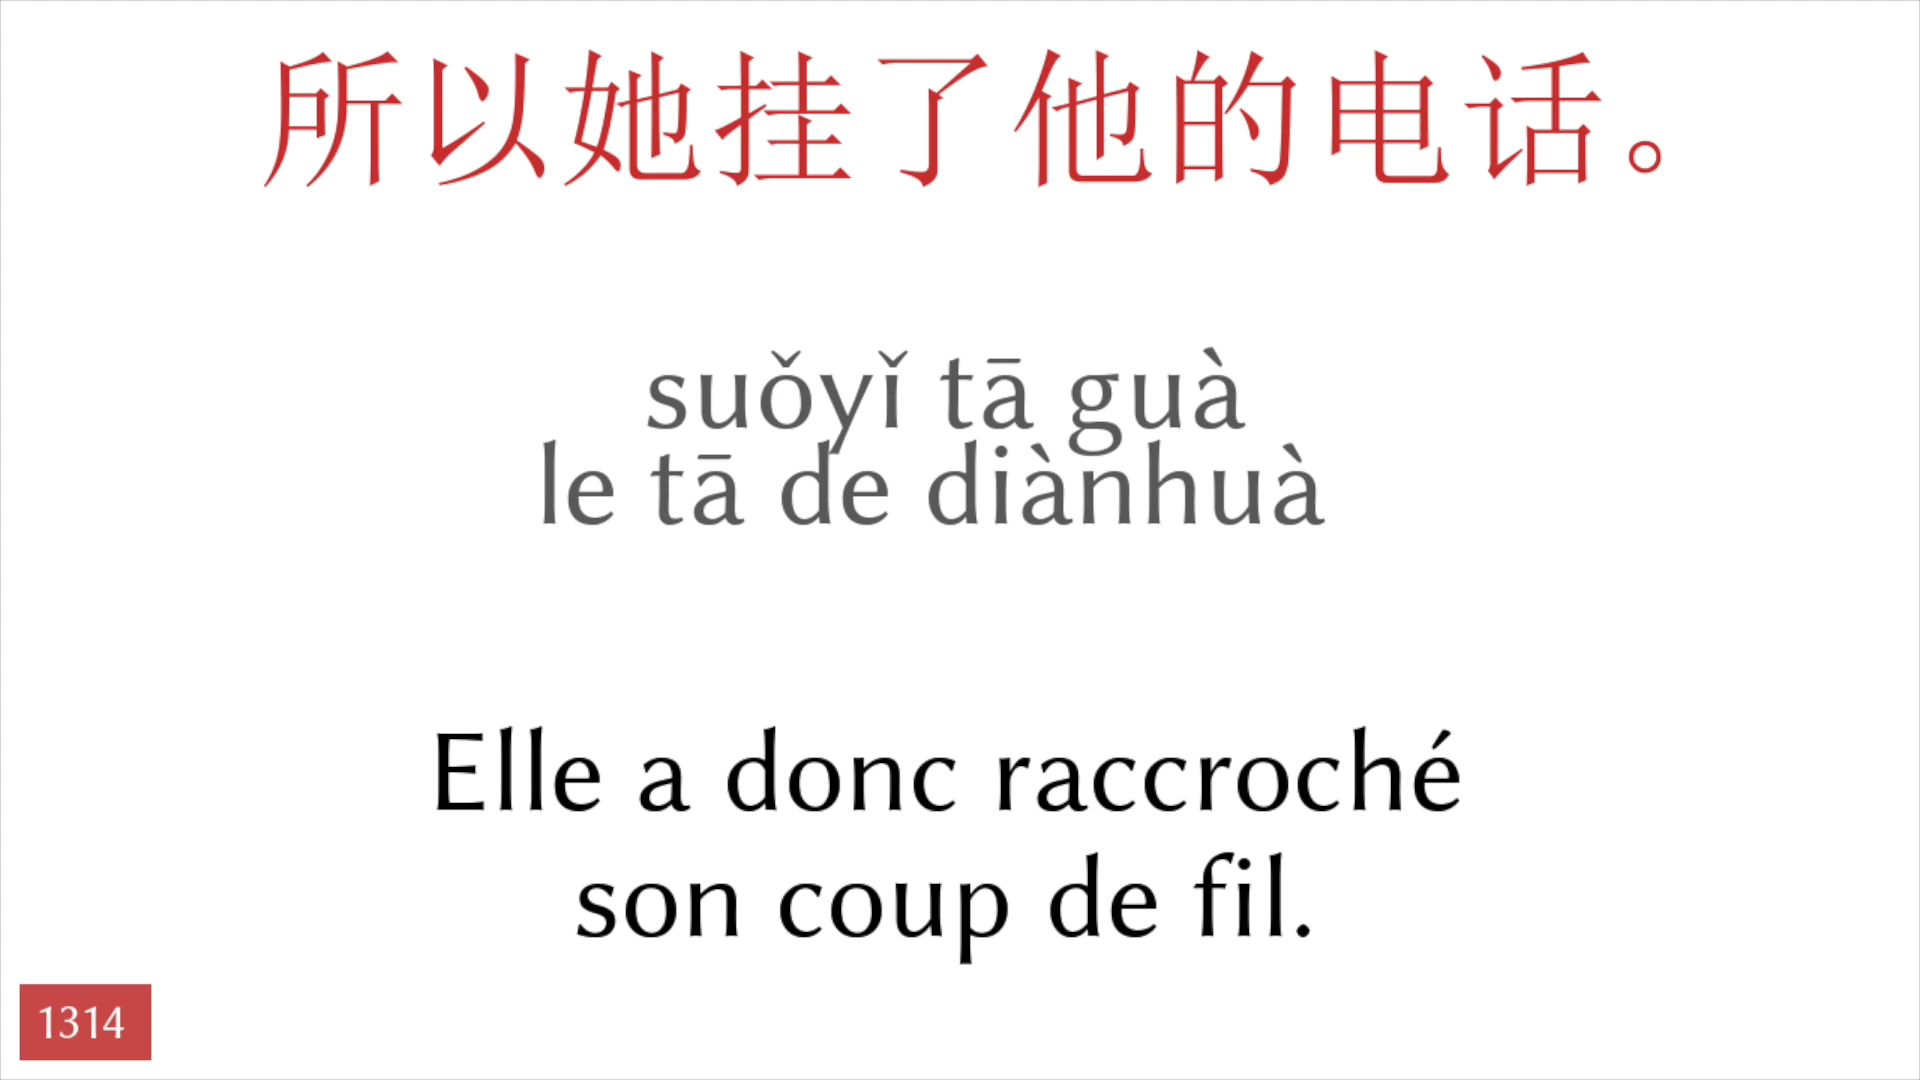 所以她挂了他的电话。
suǒyǐ tā guà
le tā de diànhuà
Elle a donc raccroché
son coup de fil.
1314